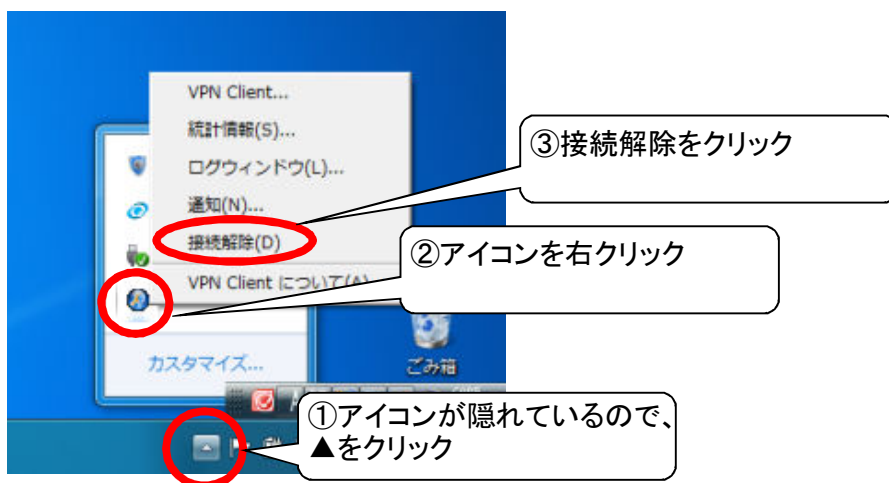 VPN Client...
統計情報(S)...
ログウィンドウ(L)...
通知(N)...
接続解除(D)
VPN Client について(A)
カスタマイズ...
ごみ箱
③接続解除をクリック
②アイコンを右クリック
①アイコンが隠れているので、
▲をクリック